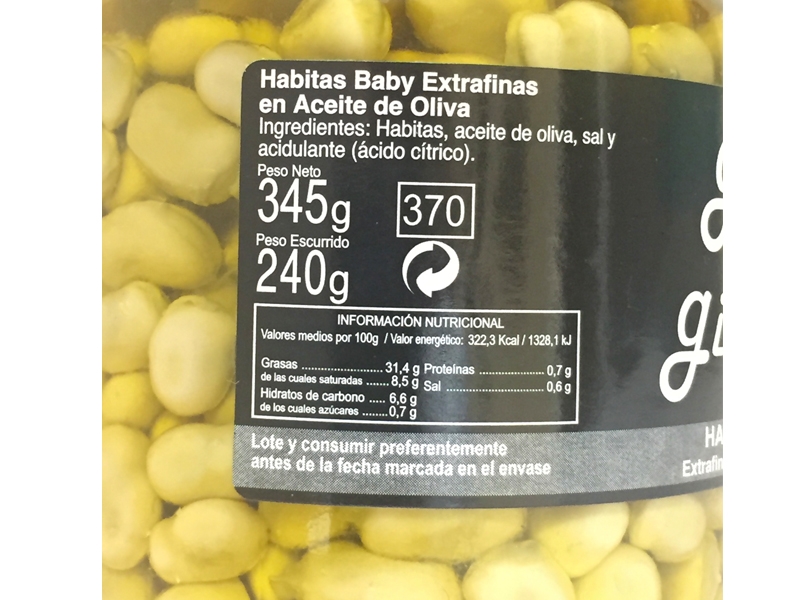 Habitas Baby Extrafinas
en Aceite de Oliva
Ingredientes: Habitas, aceite de oliva, sal y
acidulante (ácido cítrico).
Peso Neto
345g
370
Peso Escurrido
240g
INFORMACIÓN NUTRICIONAL
Valores medios por 100g / Valor energético: 322,3 Kcal / 1328,1 kJ
Grasas .................... 31,4 g Proteínas .................... 0,7 g
de las cuales saturadas ....... 8,5 g Sal .................... 0,6 g
Hidratos de carbono ..... 6,6 g
de los cuales azúcares ........ 0,7 g
Lote y consumir preferentemente
antes de la fecha marcada en el envase
gi
HA
Extrafin